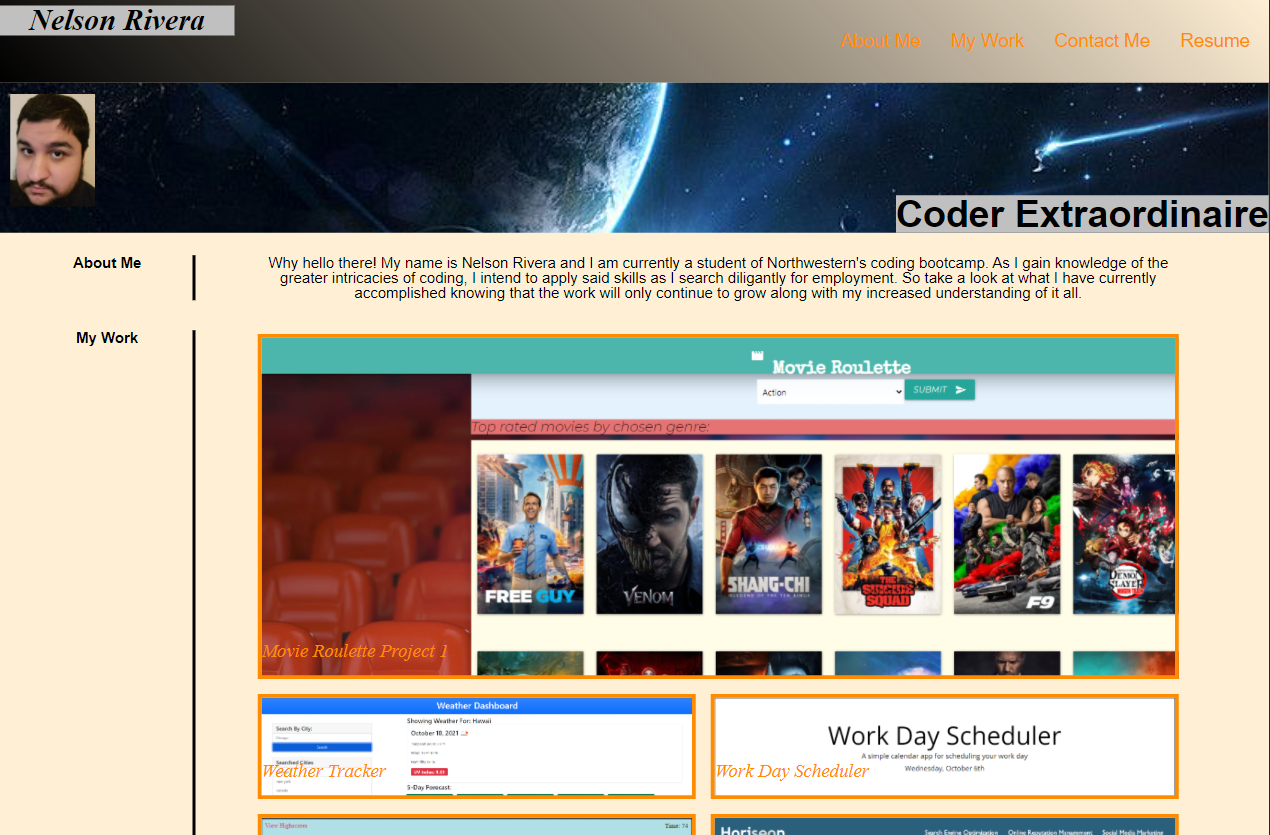 Nelson Rivera
About Me
My Work
Contact Me
Resume
Coder Extraordinaire
About Me
Why hello there! My name is Nelson Rivera and I am currently a student of Northwestern's coding bootcamp. As I gain knowledge of the
greater intricacies of coding, I intend to apply said skills as I search diligantly for employment. So take a look at what I have currently
accomplished knowing that the work will only continue to grow along with my increased understanding of it all.
My Work
Movie Roulette
Action
SUBMIT
Top rated movies by chosen genre:
FREE GUY
VENOM
SHANG-CHI
THE SUICIDE SQUAD
F9
DEMON SLAYER
Movie Roulette Project 1
Weather Dashboard
Search By City:
Search
Searched Cities
Showing Weather For: Hawaii
October 18, 2021
5-Day Forecast:
Weather Tracker
Work Day Scheduler
A simple calendar app for scheduling your work day
Wednesday, October 6th
Work Day Scheduler
View Highscores
Time: 74
Horiseon
Search Engine Optimization
Online Reputation Management
Social Media Marketing